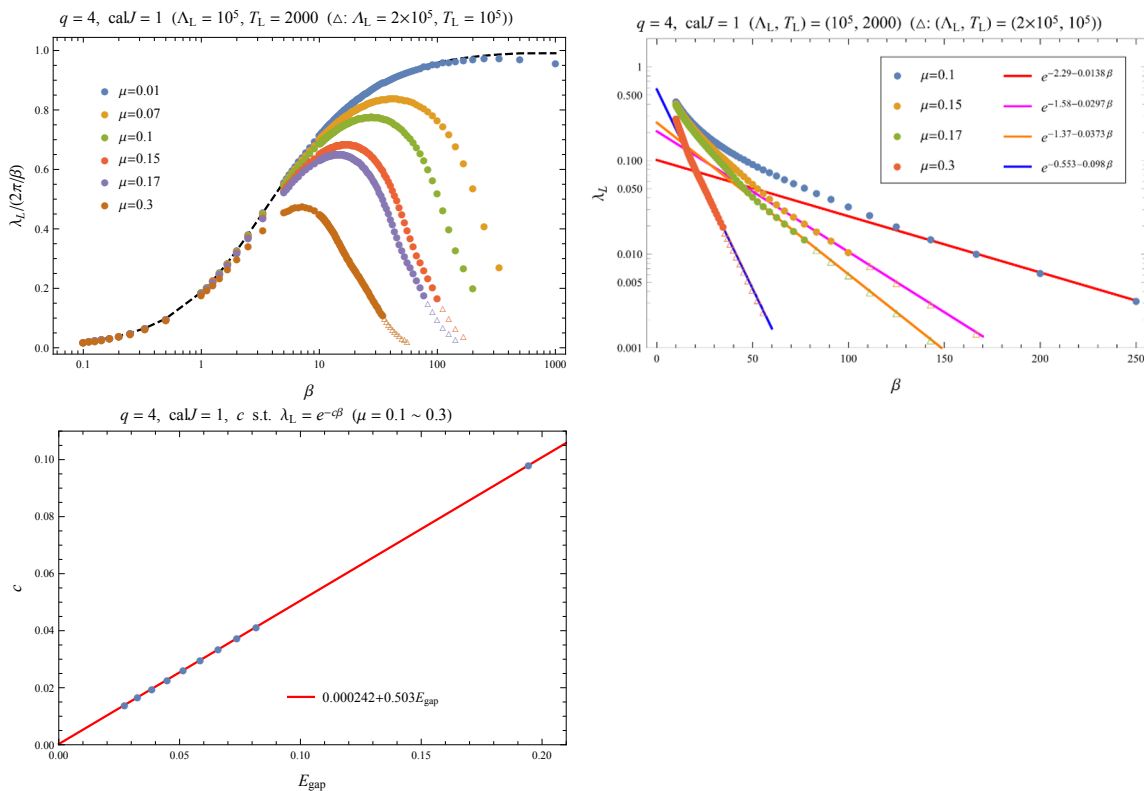 q = 4, calJ = 1 (Λ_L = 10^5, T_L = 2000 (△: Λ_L = 2×10^5, T_L = 10^5))
λ_L/(2π/β)
1.0
0.8
0.6
0.4
0.2
0.0
μ=0.01
μ=0.07
μ=0.1
μ=0.15
μ=0.17
μ=0.3
0.1
1
10
100
1000
β
q = 4, calJ = 1 (Λ_L, T_L) = (10^5, 2000) (△: (Λ_L, T_L) = (2×10^5, 10^5))
λ_L
1
0.500
0.100
0.050
0.010
0.005
0.001
μ=0.1
e^{-2.29-0.0138 β}
μ=0.15
e^{-1.58-0.0297 β}
μ=0.17
e^{-1.37-0.0373 β}
μ=0.3
e^{-0.553-0.098 β}
0
50
100
150
200
250
β
q = 4, calJ = 1, c s.t. λ_L = e^{-cβ} (μ = 0.1 ~ 0.3)
c
0.10
0.08
0.06
0.04
0.02
0.00
0.000242+0.503E_gap
0.00
0.05
0.10
0.15
0.20
E_gap